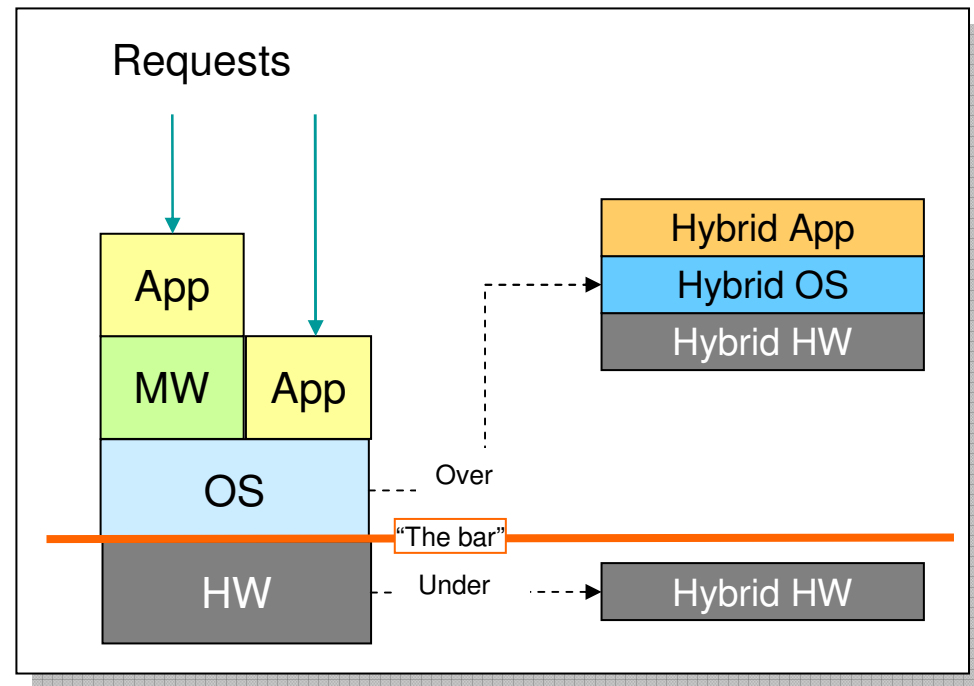 Requests
App
MW
App
OS
HW
Over
“The bar”
Under
Hybrid App
Hybrid OS
Hybrid HW
Hybrid HW